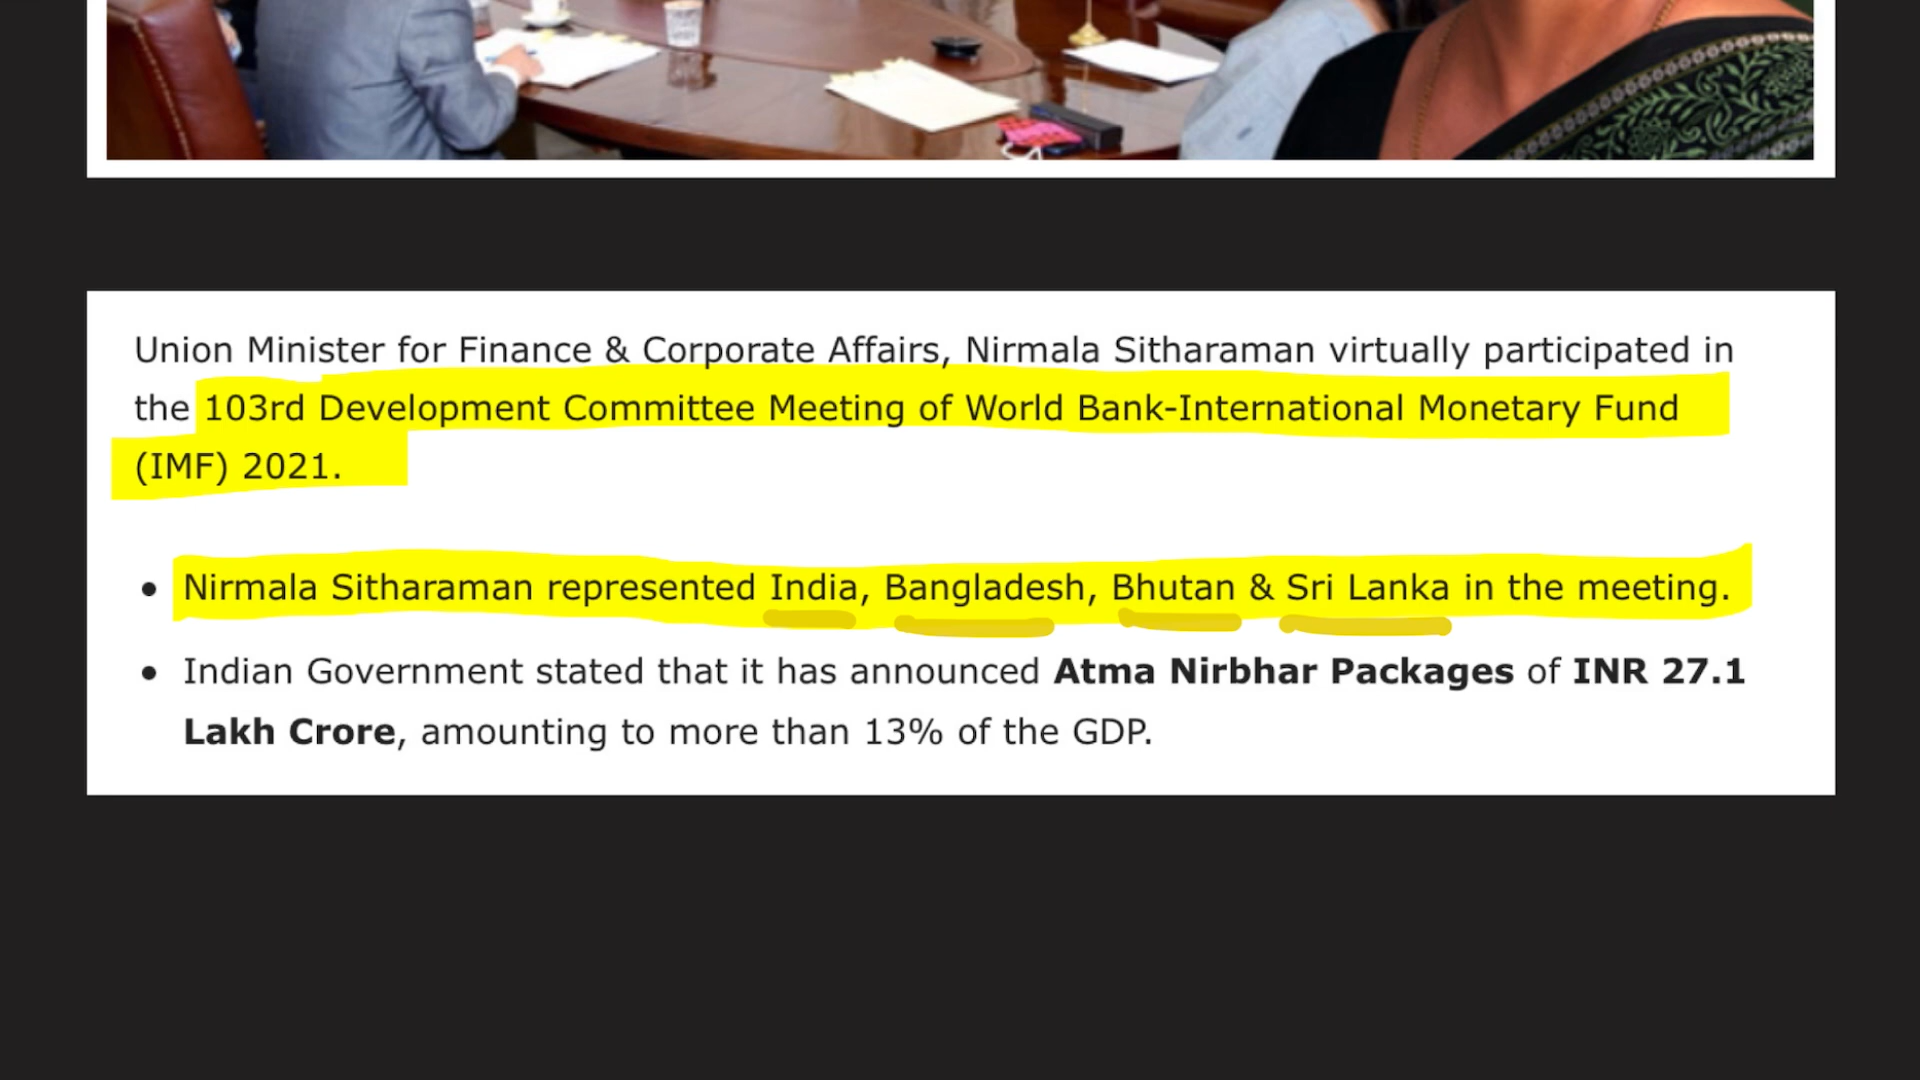 Union Minister for Finance & Corporate Affairs, Nirmala Sitharaman virtually participated in
the 103rd Development Committee Meeting of World Bank-International Monetary Fund
(IMF) 2021.
• Nirmala Sitharaman represented India, Bangladesh, Bhutan & Sri Lanka in the meeting.
• Indian Government stated that it has announced Atma Nirbhar Packages of INR 27.1
Lakh Crore, amounting to more than 13% of the GDP.